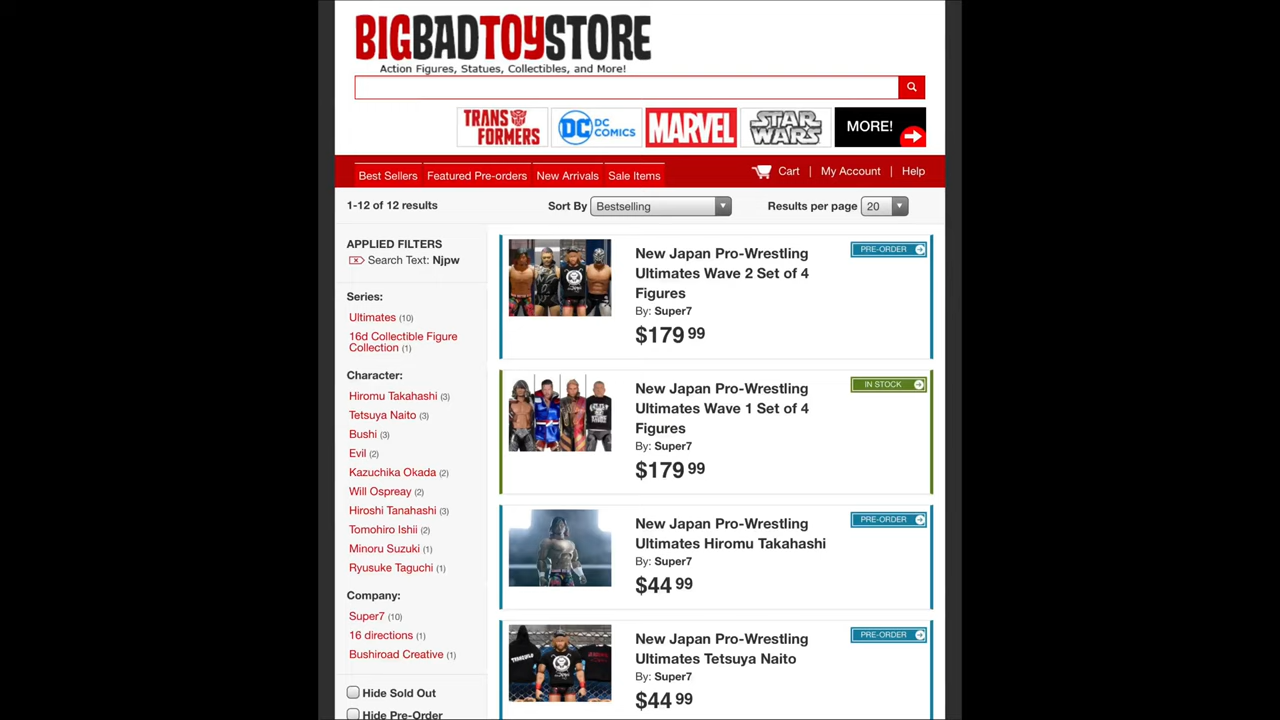 BIGBADTOYSTORE
Action Figures, Statues, Collectibles, and More!
TRANS
FORMERS
DC DC COMICS
MARVEL
STAR
WARS
MORE!
Best Sellers
Featured Pre-orders
New Arrivals
Sale Items
Cart | My Account | Help
1-12 of 12 results
Sort By Bestselling
Results per page 20
APPLIED FILTERS
Search Text: Njpw
Series:
Ultimates (10)
16d Collectible Figure
Collection (1)
Character:
Hiromu Takahashi (3)
Tetsuya Naito (3)
Bushi (3)
Evil (2)
Kazuchika Okada (2)
Will Ospreay (2)
Hiroshi Tanahashi (3)
Tomohiro Ishii (2)
Minoru Suzuki (1)
Ryusuke Taguchi (1)
Company:
Super7 (10)
16 directions (1)
Bushiroad Creative (1)
Hide Sold Out
Hide Pre-Order
New Japan Pro-Wrestling
Ultimates Wave 2 Set of 4
Figures
By: Super7
$179 99
PRE-ORDER
New Japan Pro-Wrestling
Ultimates Wave 1 Set of 4
Figures
By: Super7
$179 99
IN STOCK
New Japan Pro-Wrestling
Ultimates Hiromu Takahashi
By: Super7
$44 99
PRE-ORDER
New Japan Pro-Wrestling
Ultimates Tetsuya Naito
By: Super7
$44 99
PRE-ORDER